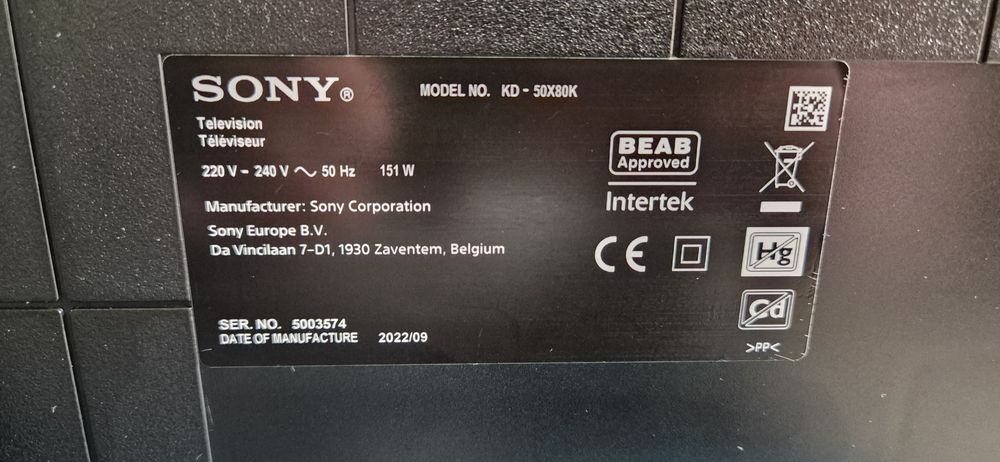 SONY®
MODEL NO. KD - 50X80K
Television
Téléviseur
220 V - 240 V ~ 50 Hz 151 W
BEAB
Approved
Intertek
Manufacturer: Sony Corporation
Sony Europe B.V.
Da Vincilaan 7-D1, 1930 Zaventem, Belgium
CE
Hg
Cd
SER. NO. 5003574
DATE OF MANUFACTURE 2022/09
>PP<